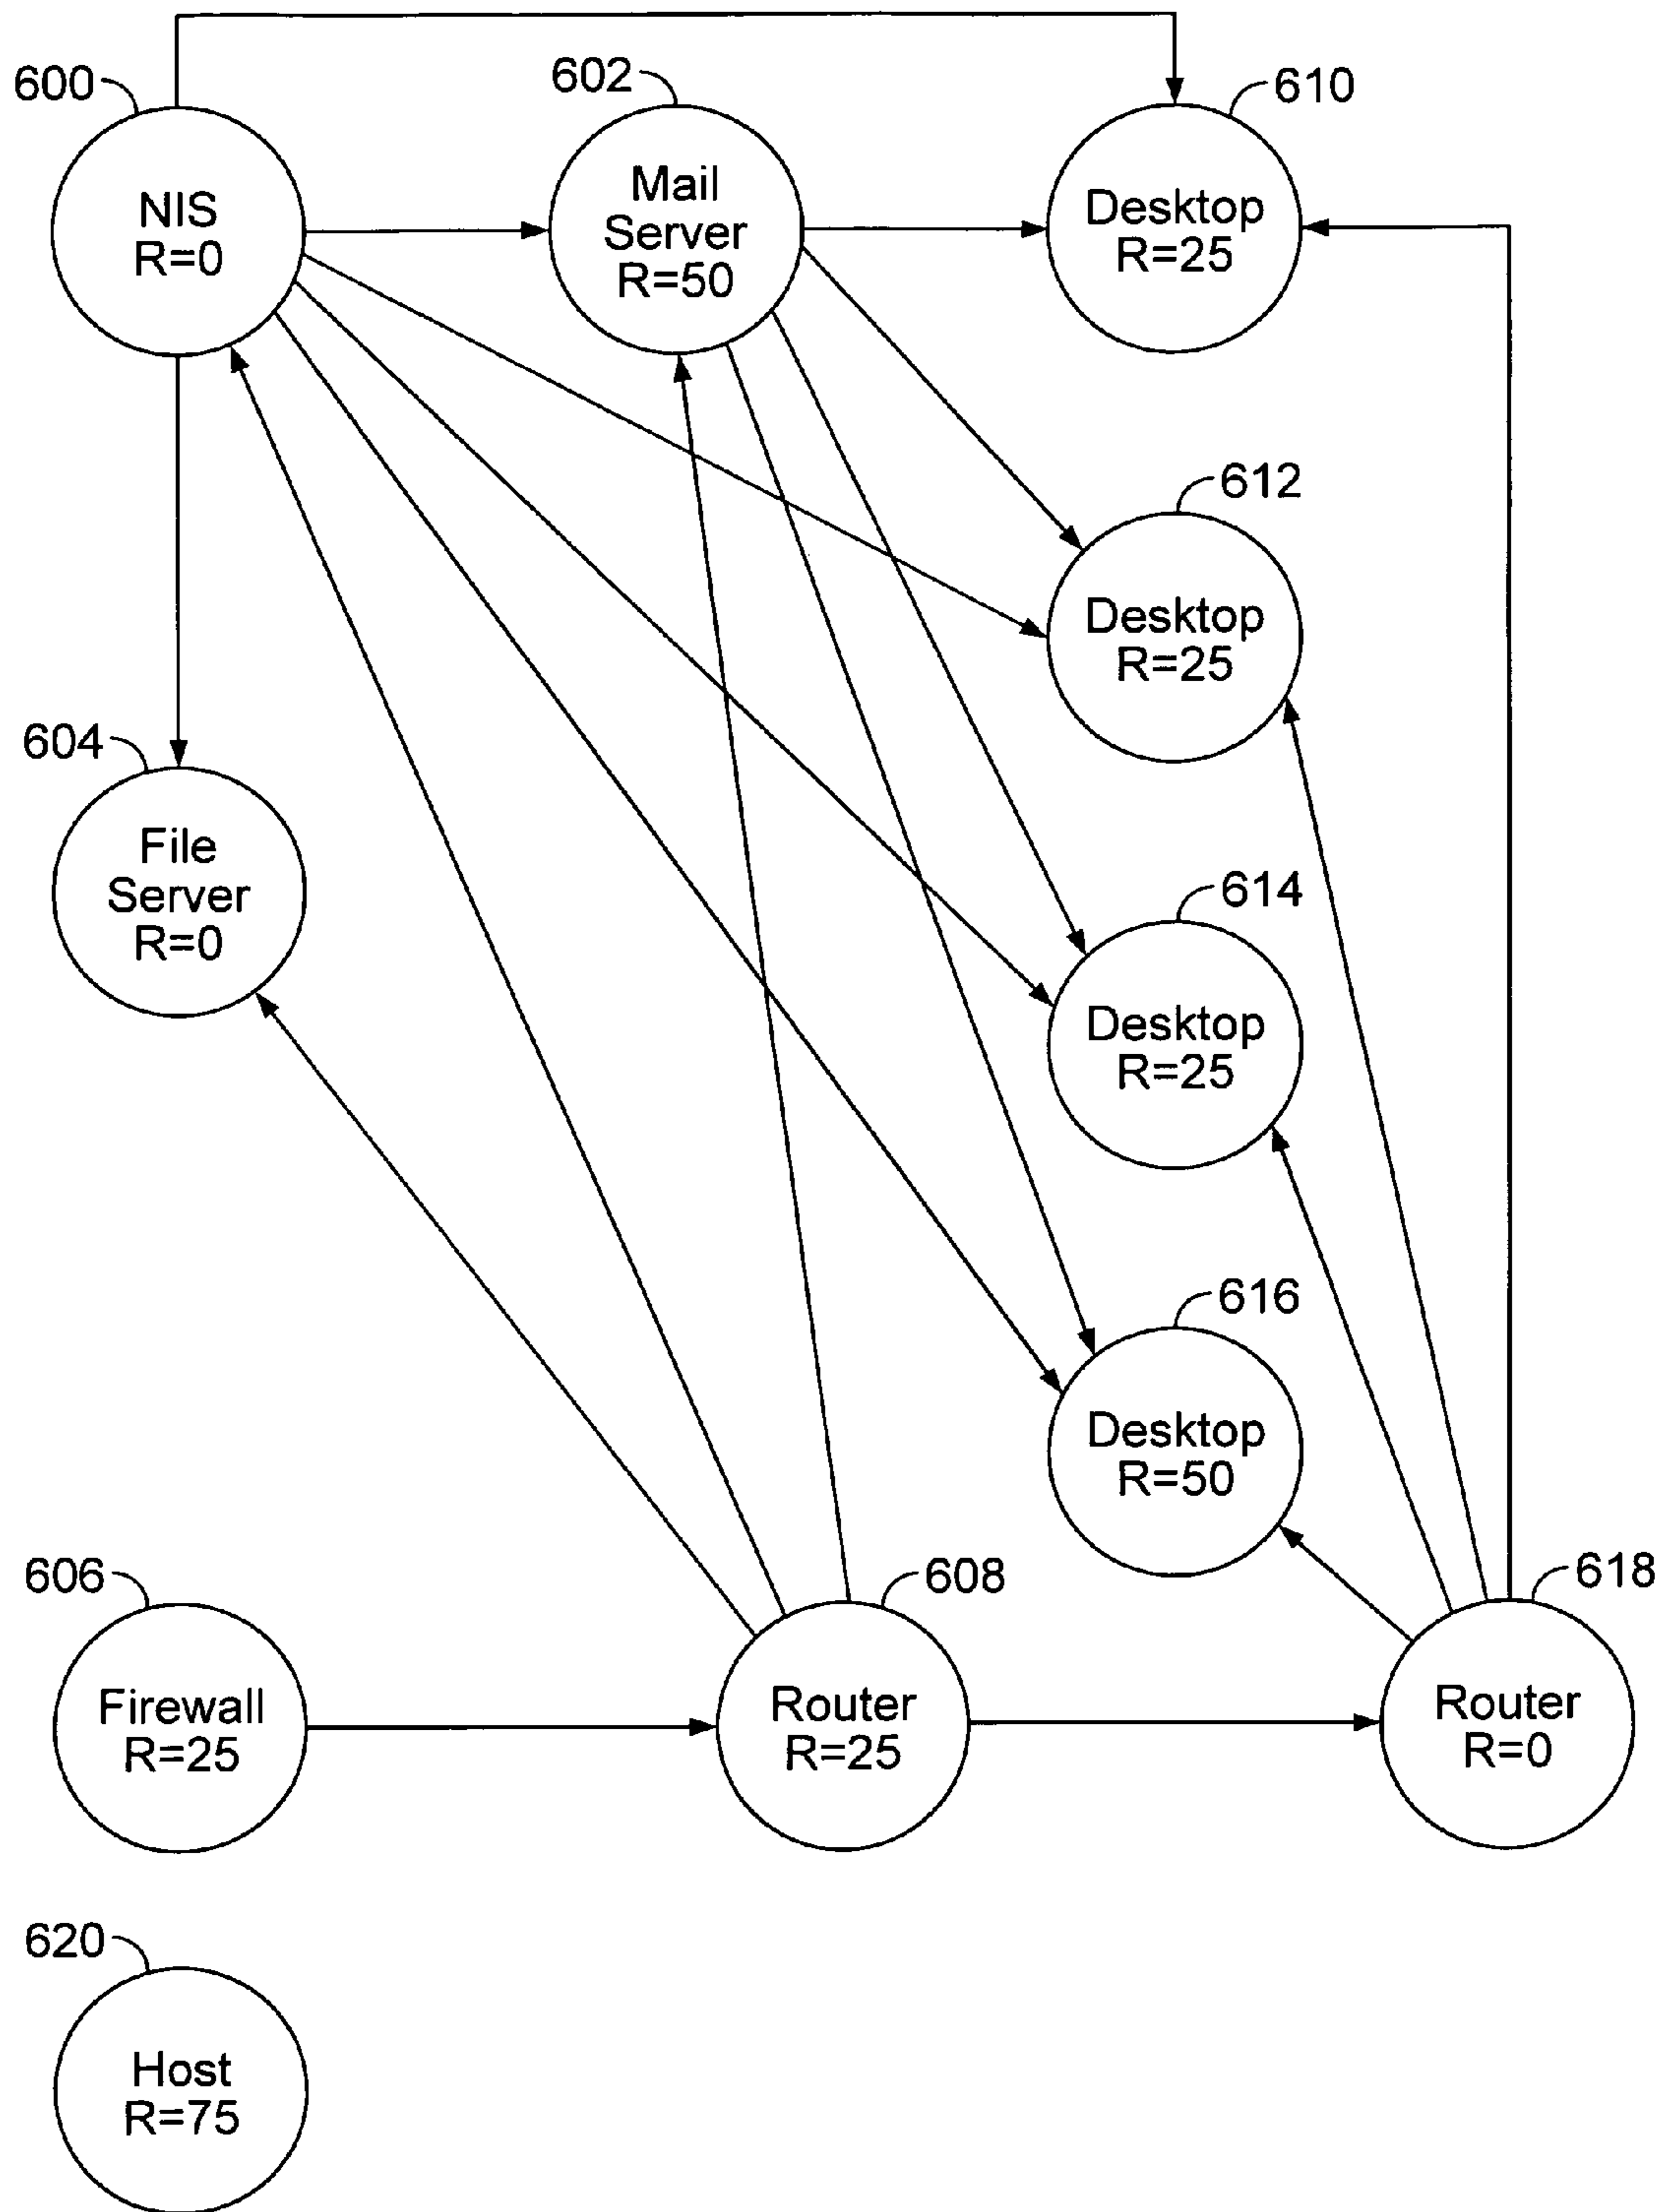 600
602
610
NIS
R=0
Mail
Server
R=50
Desktop
R=25
612
Desktop
R=25
604
File
Server
R=0
614
Desktop
R=25
616
Desktop
R=50
606
608
618
Firewall
R=25
Router
R=25
Router
R=0
620
Host
R=75